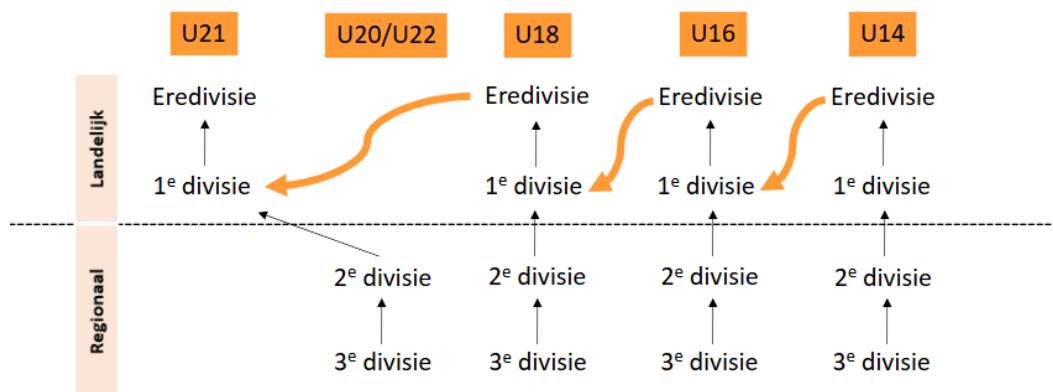 U21 U20/U22 U18 U16 U14
Landelijk
Eredivisie Eredivisie Eredivisie Eredivisie
1e divisie 1e divisie 1e divisie 1e divisie
Regionaal
2e divisie 2e divisie 2e divisie 2e divisie
3e divisie 3e divisie 3e divisie 3e divisie